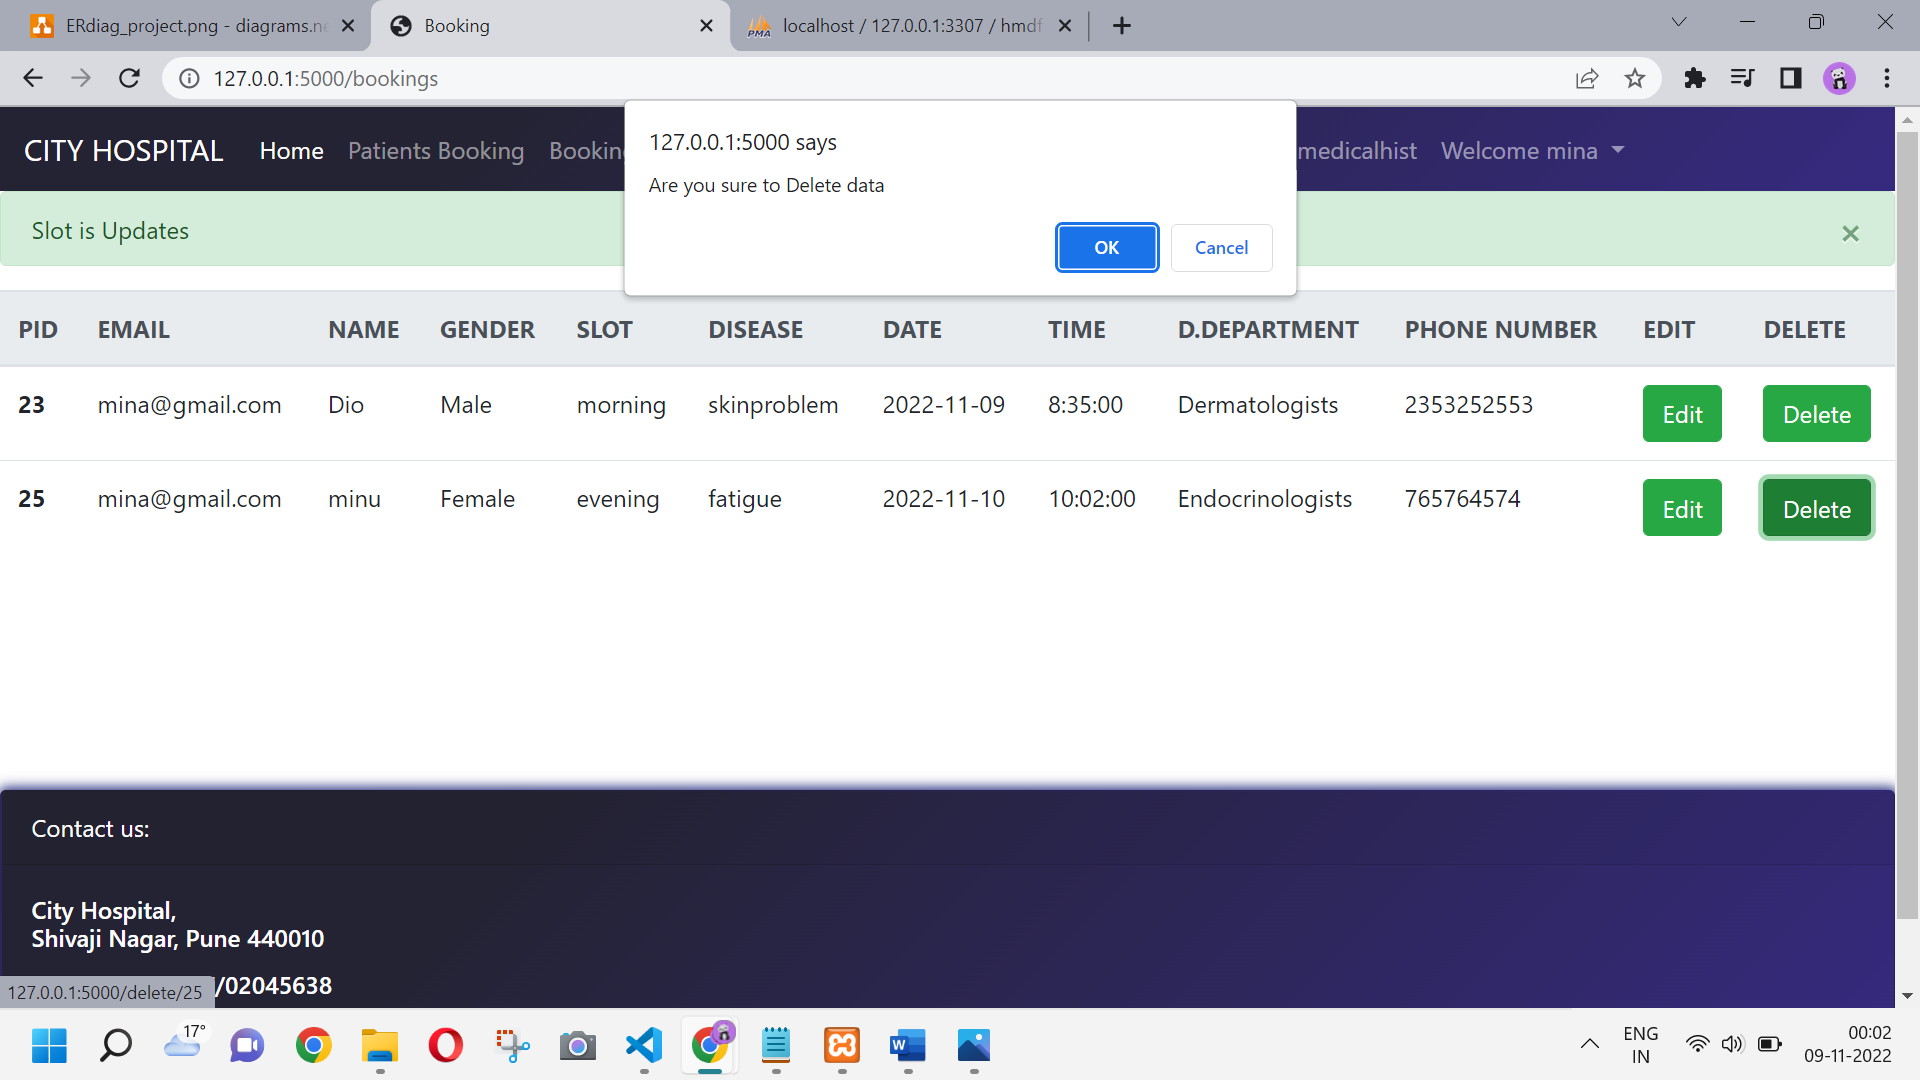 ERdiag_project.png - diagrams.ne
Booking
PMA
localhost / 127.0.0.1:3307 / hmdf
127.0.0.1:5000/bookings
CITY HOSPITAL Home Patients Booking Bookin medicalhist Welcome mina
127.0.0.1:5000 says
Are you sure to Delete data
OK Cancel
Slot is Updates ×
PID EMAIL NAME GENDER SLOT DISEASE DATE TIME D.DEPARTMENT PHONE NUMBER EDIT DELETE
23 mina@gmail.com Dio Male morning skinproblem 2022-11-09 8:35:00 Dermatologists 2353252553 Edit Delete
25 mina@gmail.com minu Female evening fatigue 2022-11-10 10:02:00 Endocrinologists 765764574 Edit Delete
Contact us:
City Hospital,
Shivaji Nagar, Pune 440010
/02045638
127.0.0.1:5000/delete/25
17°
W
ENG
IN
00:02
09-11-2022